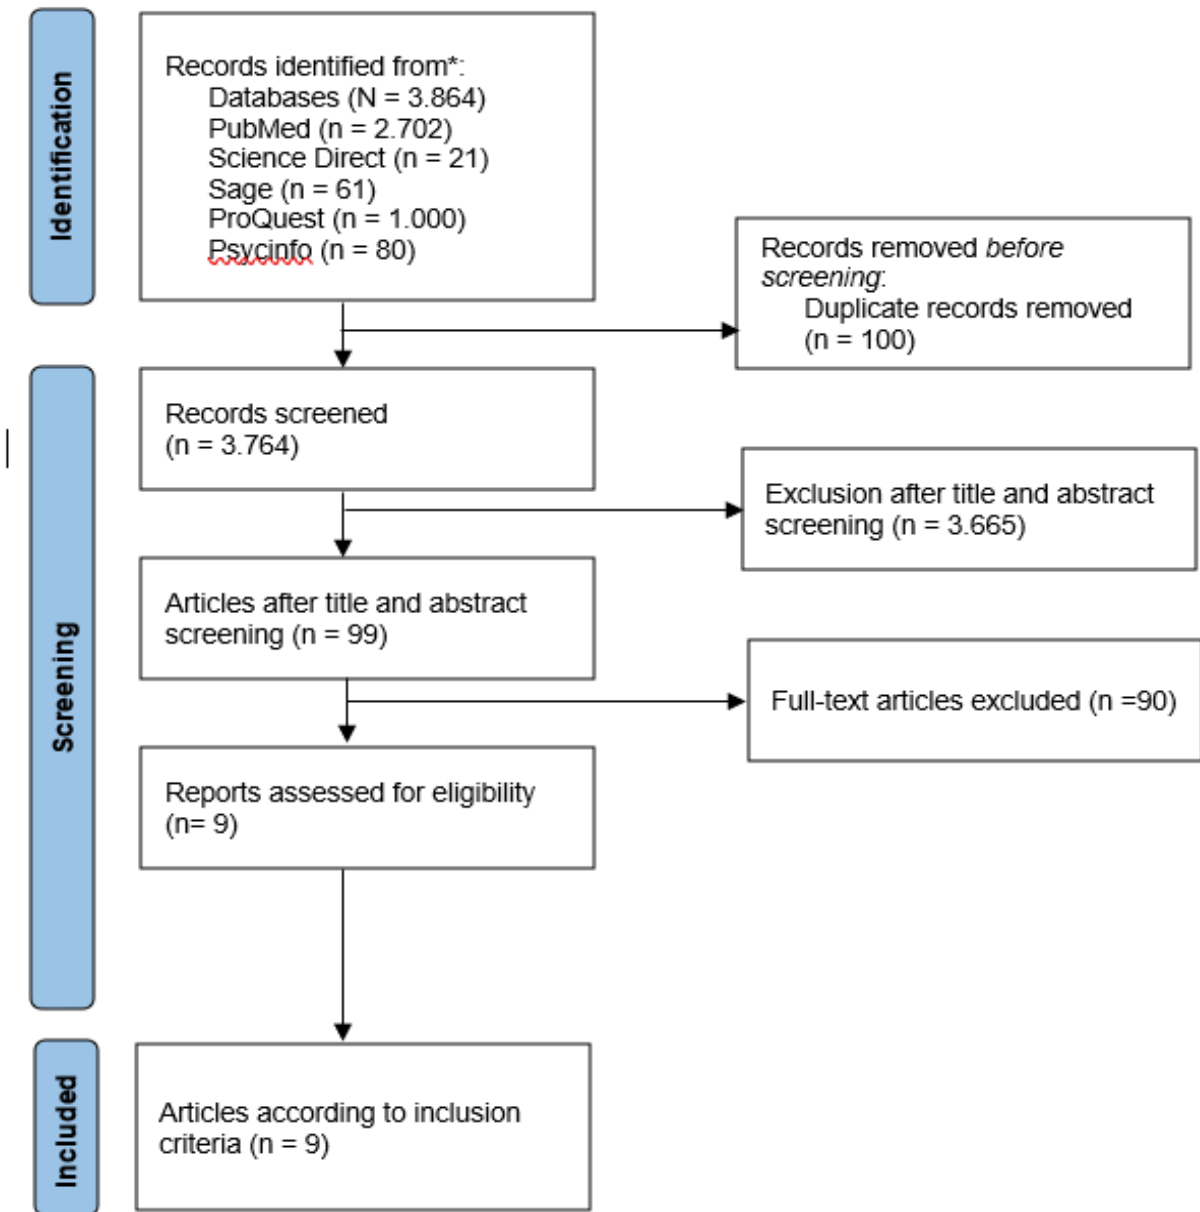 Identification
Records identified from*:
Databases (N = 3.864)
PubMed (n = 2.702)
Science Direct (n = 21)
Sage (n = 61)
ProQuest (n = 1.000)
Psycinfo (n = 80)
Records removed before
screening:
Duplicate records removed
(n = 100)
Screening
Records screened
(n = 3.764)
Exclusion after title and abstract
screening (n = 3.665)
Articles after title and abstract
screening (n = 99)
Full-text articles excluded (n =90)
Reports assessed for eligibility
(n= 9)
Included
Articles according to inclusion
criteria (n = 9)